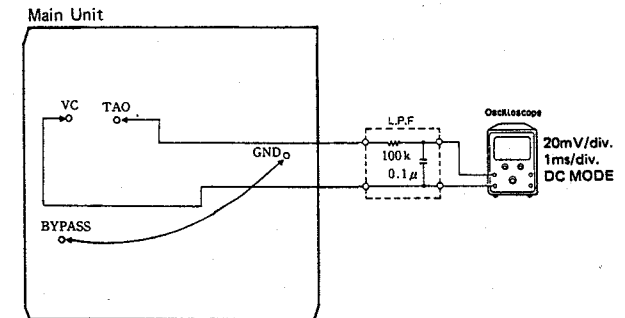 Main Unit
VC
TAO
GND
BYPASS
L.P.F
100k
0.1μ
Oscilloscope
20mV/div.
1ms/div.
DC MODE